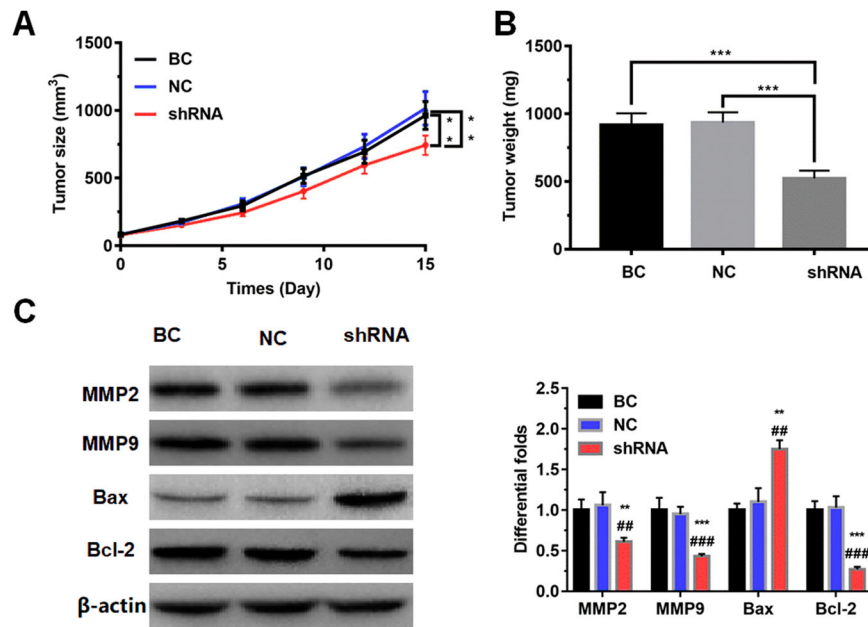 A
Tumor size (mm³)
1500
1000
500
0
BC
NC
shRNA
* *
* *
0 5 10 15
Times (Day)
B
Tumor weight (mg)
1500
1000
500
0
***
***
BC NC shRNA
C
BC NC shRNA
MMP2
MMP9
Bax
Bcl-2
β-actin
Differential folds
2.5
2.0
1.5
1.0
0.5
0.0
BC
NC
shRNA
**
##
***
###
**
##
***
###
MMP2 MMP9 Bax Bcl-2